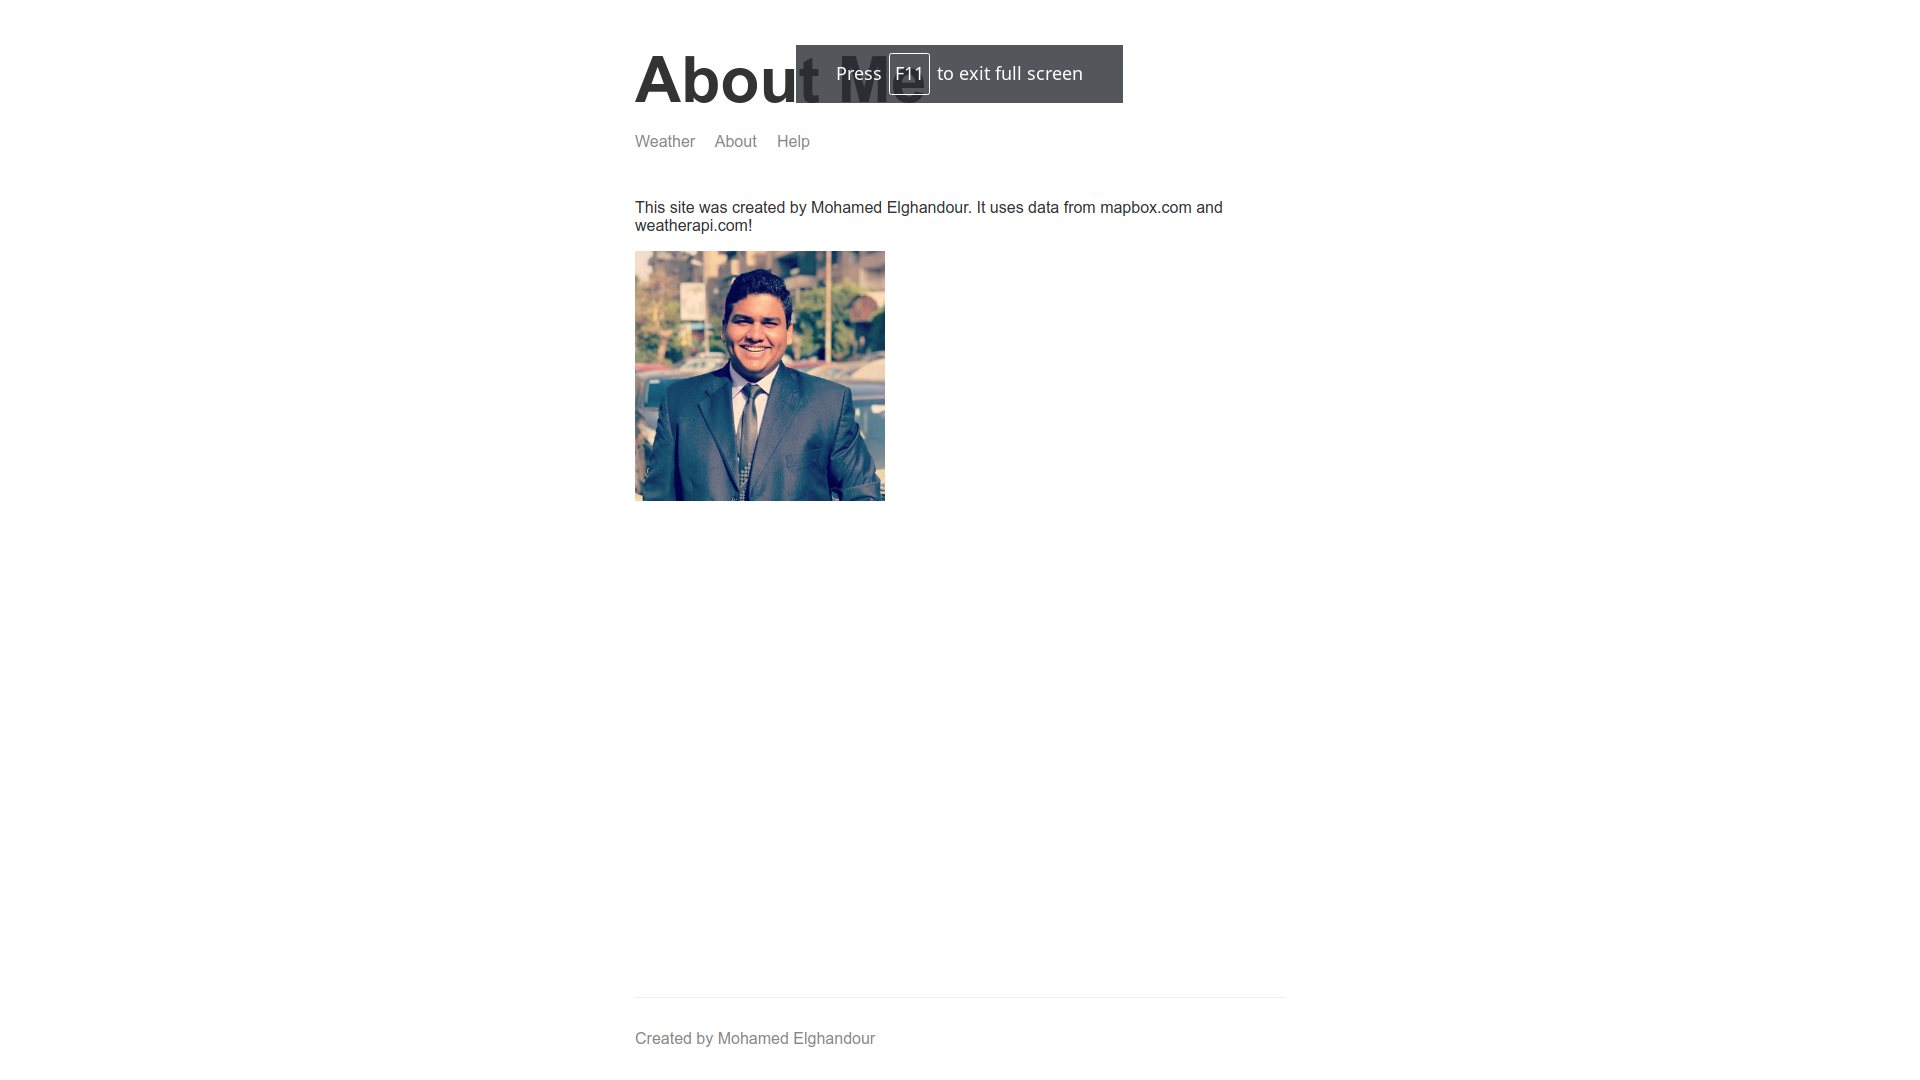 About Me
Press F11 to exit full screen
Weather About Help
This site was created by Mohamed Elghandour. It uses data from mapbox.com and
weatherapi.com!
Created by Mohamed Elghandour